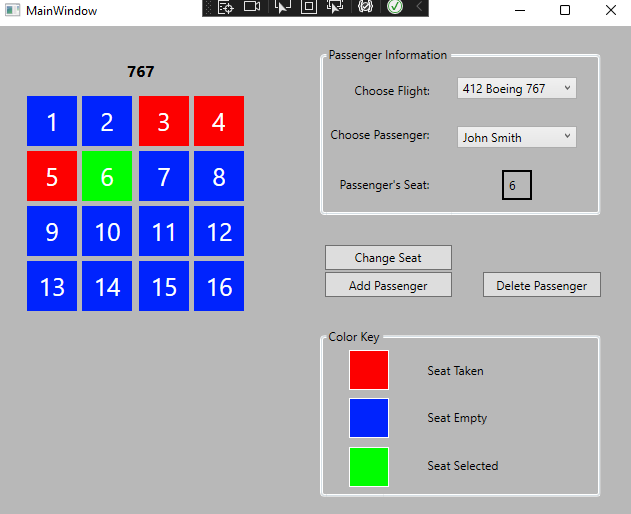 MainWindow
767
1 2 3 4
5 6 7 8
9 10 11 12
13 14 15 16
Passenger Information
Choose Flight: 412 Boeing 767
Choose Passenger: John Smith
Passenger's Seat: 6
Change Seat
Add Passenger Delete Passenger
Color Key
Seat Taken
Seat Empty
Seat Selected